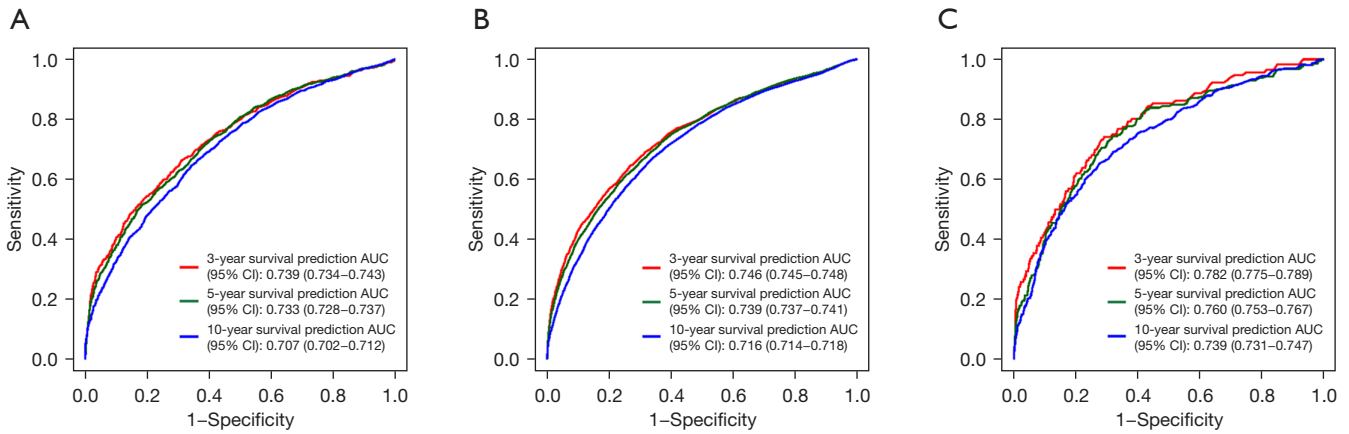 A
Sensitivity
1.0
0.8
0.6
0.4
0.2
0.0
3-year survival prediction AUC
(95% CI): 0.739 (0.734–0.743)
5-year survival prediction AUC
(95% CI): 0.733 (0.728–0.737)
10-year survival prediction AUC
(95% CI): 0.707 (0.702–0.712)
0.0 0.2 0.4 0.6 0.8 1.0
1–Specificity
B
Sensitivity
1.0
0.8
0.6
0.4
0.2
0.0
3-year survival prediction AUC
(95% CI): 0.746 (0.745–0.748)
5-year survival prediction AUC
(95% CI): 0.739 (0.737–0.741)
10-year survival prediction AUC
(95% CI): 0.716 (0.714–0.718)
0.0 0.2 0.4 0.6 0.8 1.0
1–Specificity
C
Sensitivity
1.0
0.8
0.6
0.4
0.2
0.0
3-year survival prediction AUC
(95% CI): 0.782 (0.775–0.789)
5-year survival prediction AUC
(95% CI): 0.760 (0.753–0.767)
10-year survival prediction AUC
(95% CI): 0.739 (0.731–0.747)
0.0 0.2 0.4 0.6 0.8 1.0
1–Specificity